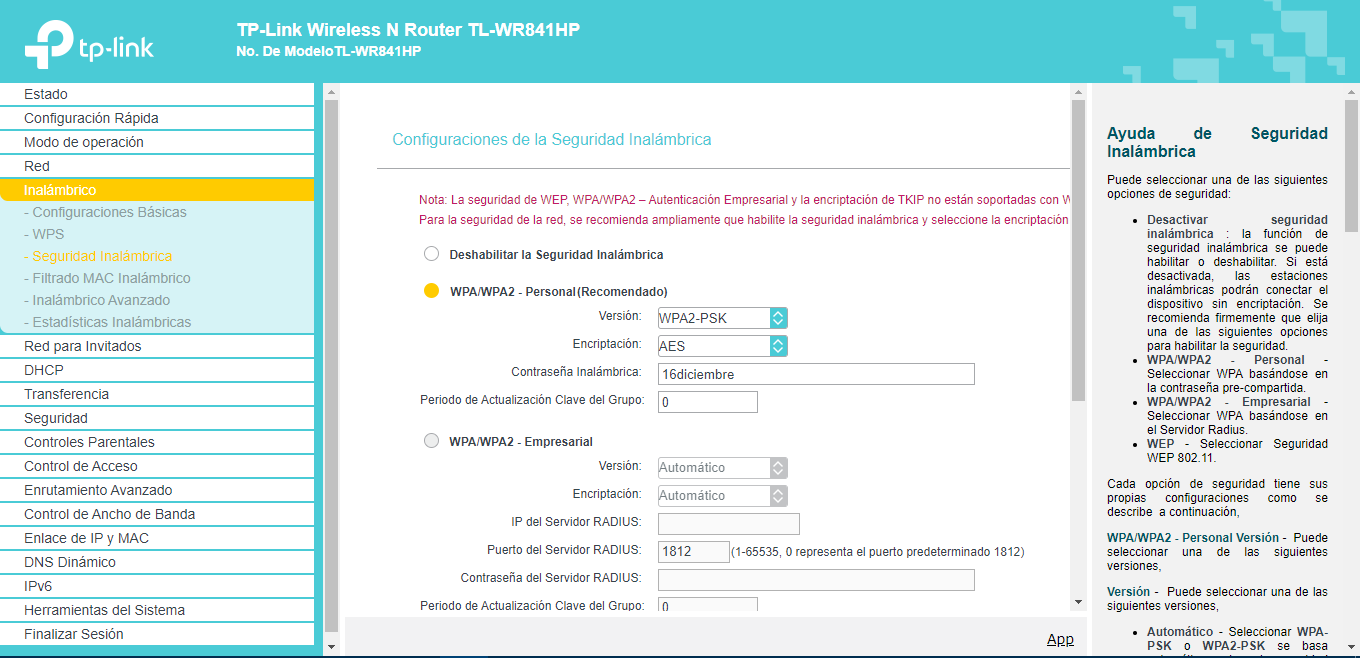 tp-link
TP-Link Wireless N Router TL-WR841HP
No. De ModeloTL-WR841HP
Estado
Configuración Rápida
Modo de operación
Red
Inalámbrico
- Configuraciones Básicas
- WPS
- Seguridad Inalámbrica
- Filtrado MAC Inalámbrico
- Inalámbrico Avanzado
- Estadísticas Inalámbricas
Red para Invitados
DHCP
Transferencia
Seguridad
Controles Parentales
Control de Acceso
Enrutamiento Avanzado
Control de Ancho de Banda
Enlace de IP y MAC
DNS Dinámico
IPv6
Herramientas del Sistema
Finalizar Sesión
Configuraciones de la Seguridad Inalámbrica
Nota: La seguridad de WEP, WPA/WPA2 – Autenticación Empresarial y la encriptación de TKIP no están soportadas con W
Para la seguridad de la red, se recomienda ampliamente que habilite la seguridad inalámbrica y seleccione la encriptación
Deshabilitar la Seguridad Inalámbrica
WPA/WPA2 - Personal(Recomendado)
Versión: WPA2-PSK
Encriptación: AES
Contraseña Inalámbrica: 16diciembre
Periodo de Actualización Clave del Grupo: 0
WPA/WPA2 - Empresarial
Versión: Automático
Encriptación: Automático
IP del Servidor RADIUS:
Puerto del Servidor RADIUS: 1812 (1-65535, 0 representa el puerto predeterminado 1812)
Contraseña del Servidor RADIUS:
Periodo de Actualización Clave del Grupo: 0
App
Ayuda de Seguridad
Inalámbrica
Puede seleccionar una de las siguientes
opciones de seguridad:
• Desactivar seguridad
inalámbrica : la función de
seguridad inalámbrica se puede
habilitar o deshabilitar. Si está
desactivada, las estaciones
inalámbricas podrán conectar el
dispositivo sin encriptación. Se
recomienda firmemente que elija
una de las siguientes opciones
para habilitar la seguridad.
• WPA/WPA2 - Personal -
Seleccionar WPA basándose en
la contraseña pre-compartida.
• WPA/WPA2 - Empresarial -
Seleccionar WPA basándose en
el Servidor Radius.
• WEP - Seleccionar Seguridad
WEP 802.11.
Cada opción de seguridad tiene sus
propias configuraciones como se
describe a continuación,
WPA/WPA2 - Personal Versión - Puede
seleccionar una de las siguientes
versiones,
Versión - Puede seleccionar una de las
siguientes versiones,
• Automático - Seleccionar WPA-
PSK o WPA2-PSK se basa